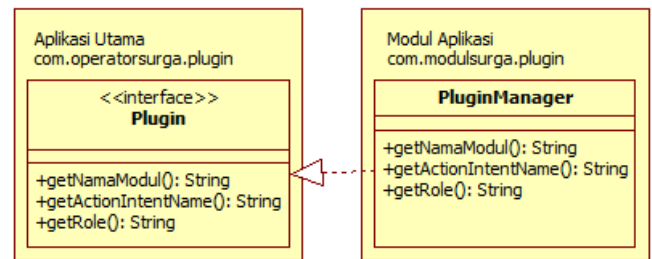 Aplikasi Utama
com.operatorsurga.plugin
<<interface>>
Plugin
+getNamaModul(): String
+getActionIntentName(): String
+getRole(): String
Modul Aplikasi
com.modulsurga.plugin
PluginManager
+getNamaModul(): String
+getActionIntentName(): String
+getRole(): String